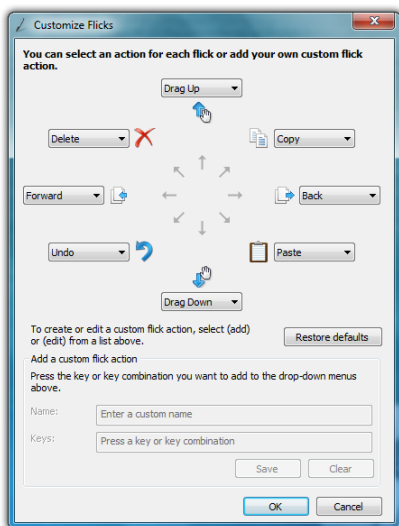 Customize Flicks
You can select an action for each flick or add your own custom flick
action.
Drag Up
Delete
Copy
Forward
Back
Undo
Paste
Drag Down
To create or edit a custom flick action, select (add)
or (edit) from a list above.
Restore defaults
Add a custom flick action
Press the key or key combination you want to add to the drop-down menus
above.
Name:
Enter a custom name
Keys:
Press a key or key combination
Save
Clear
OK
Cancel